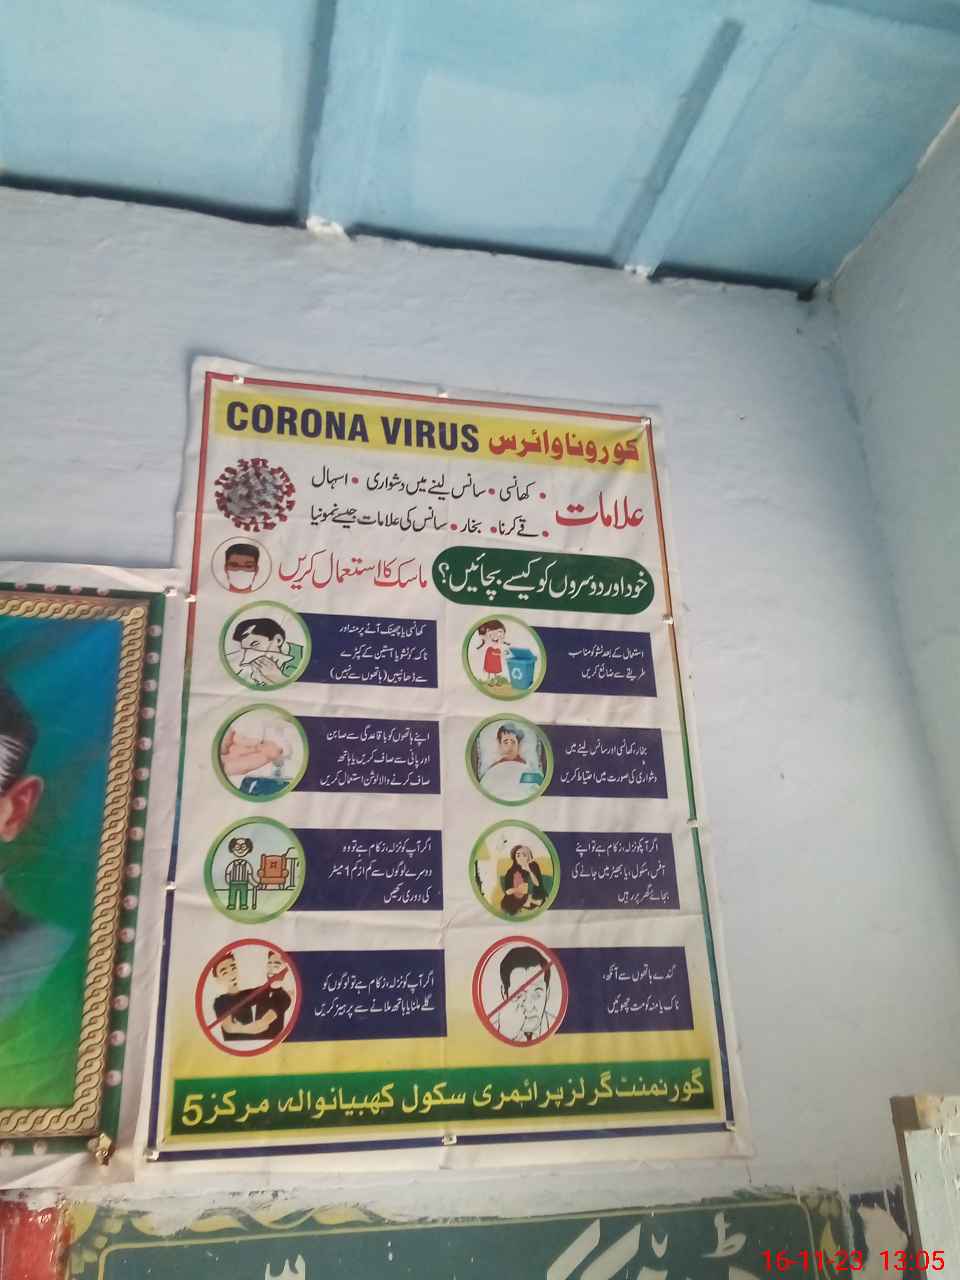 CORONA VIRUS کورونا وائرس
علامات
• کھانسی • سانس لینے میں دشواری • اسہال
• قے کرنا • بخار • سانس کی علامات جیسے نمونیا
خود اور دوسروں کو کیسے بچائیں؟ ماسک کا استعمال کریں
استعمال کے بعد ٹشو کو مناسب
طریقے سے ضائع کریں
کھانسی یا چھینک آنے پر منہ اور
ناک کو ٹشو یا آستین کے کپڑے
سے ڈھانپیں (ہاتھوں سے نہیں)
بخار، کھانسی اور سانس لینے میں
دشواری کی صورت میں احتیاط کریں
اپنے ہاتھوں کو باقاعدگی سے صابن
اور پانی سے صاف کریں یا ہاتھ
صاف کرنے والا لوشن استعمال کریں
اگر آپکو نزلہ، زکام ہے تو اپنے
آفس، سکول، یا بھیڑ میں جانے کی
بجائے گھر پر رہیں
اگر آپ کو نزلہ، زکام ہے تو وہ
دوسرے لوگوں سے کم از کم 1 میٹر
کی دوری رکھیں
گندے ہاتھوں سے آنکھ،
ناک یا منہ کو مت چھوئیں
اگر آپ کو نزلہ، زکام ہے تو لوگوں کو
گلے ملنا یا ہاتھ ملانے سے پرہیز کریں
گورنمنٹ گرلز پرائمری سکول کھبیانوالہ مرکز 5
16-11-23 13:05